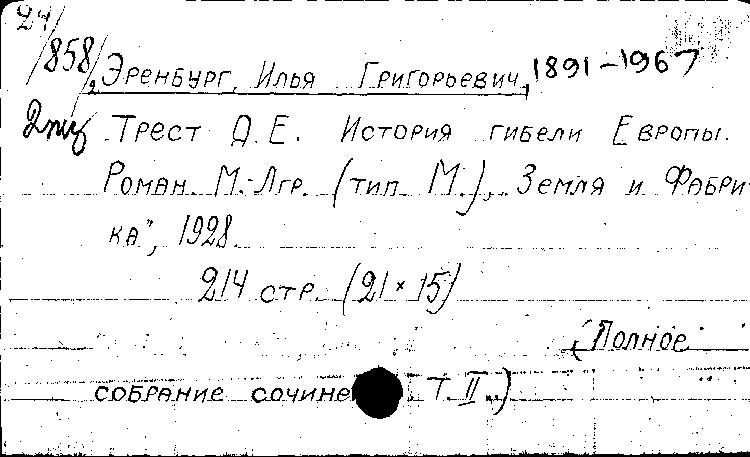 24/
858/2 Эренбург, Илья Григорьевич, 1891-1967
Трест Д. Е. История гибели Европы.
Роман. М.-Лгр. (тип. М.), „Земля и Фабри-
ка", 1928.
214 стр. (21 × 15)
(Полное
собрание сочине Т. II.)